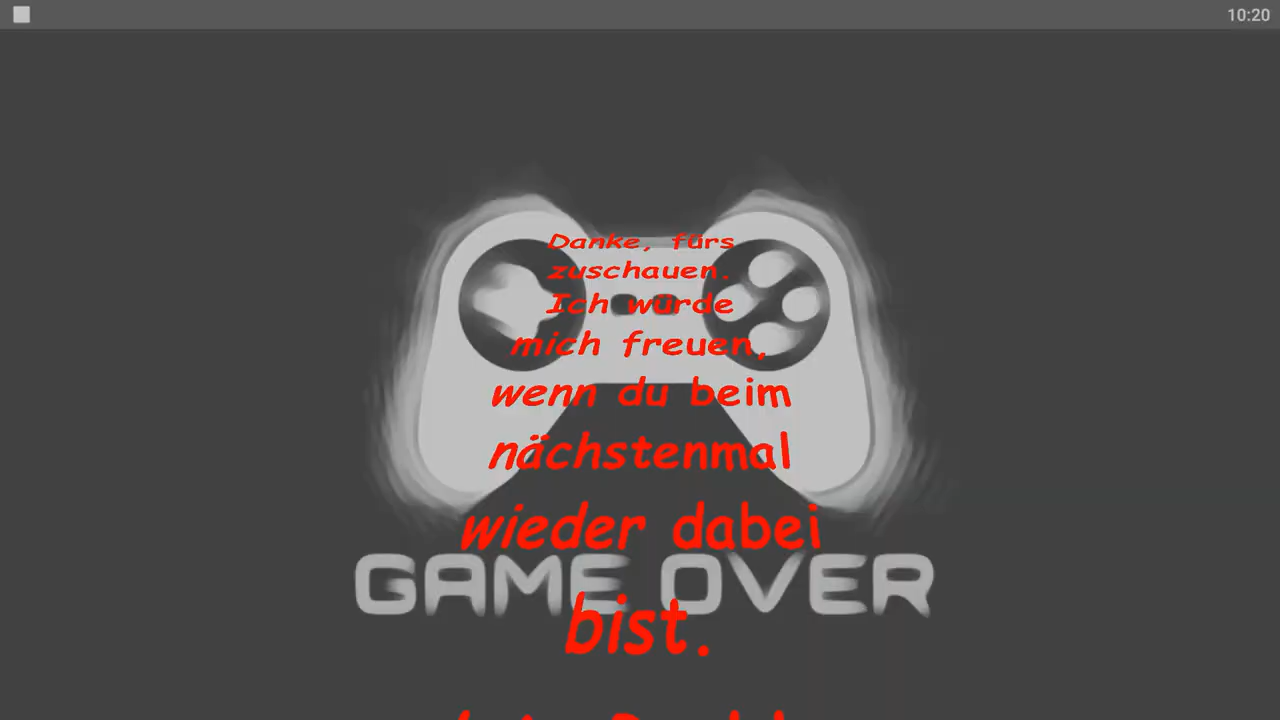 10:20
Danke, fürs
zuschauen.
Ich würde
mich freuen,
wenn du beim
nächstenmal
wieder dabei
GAME OVER
bist.